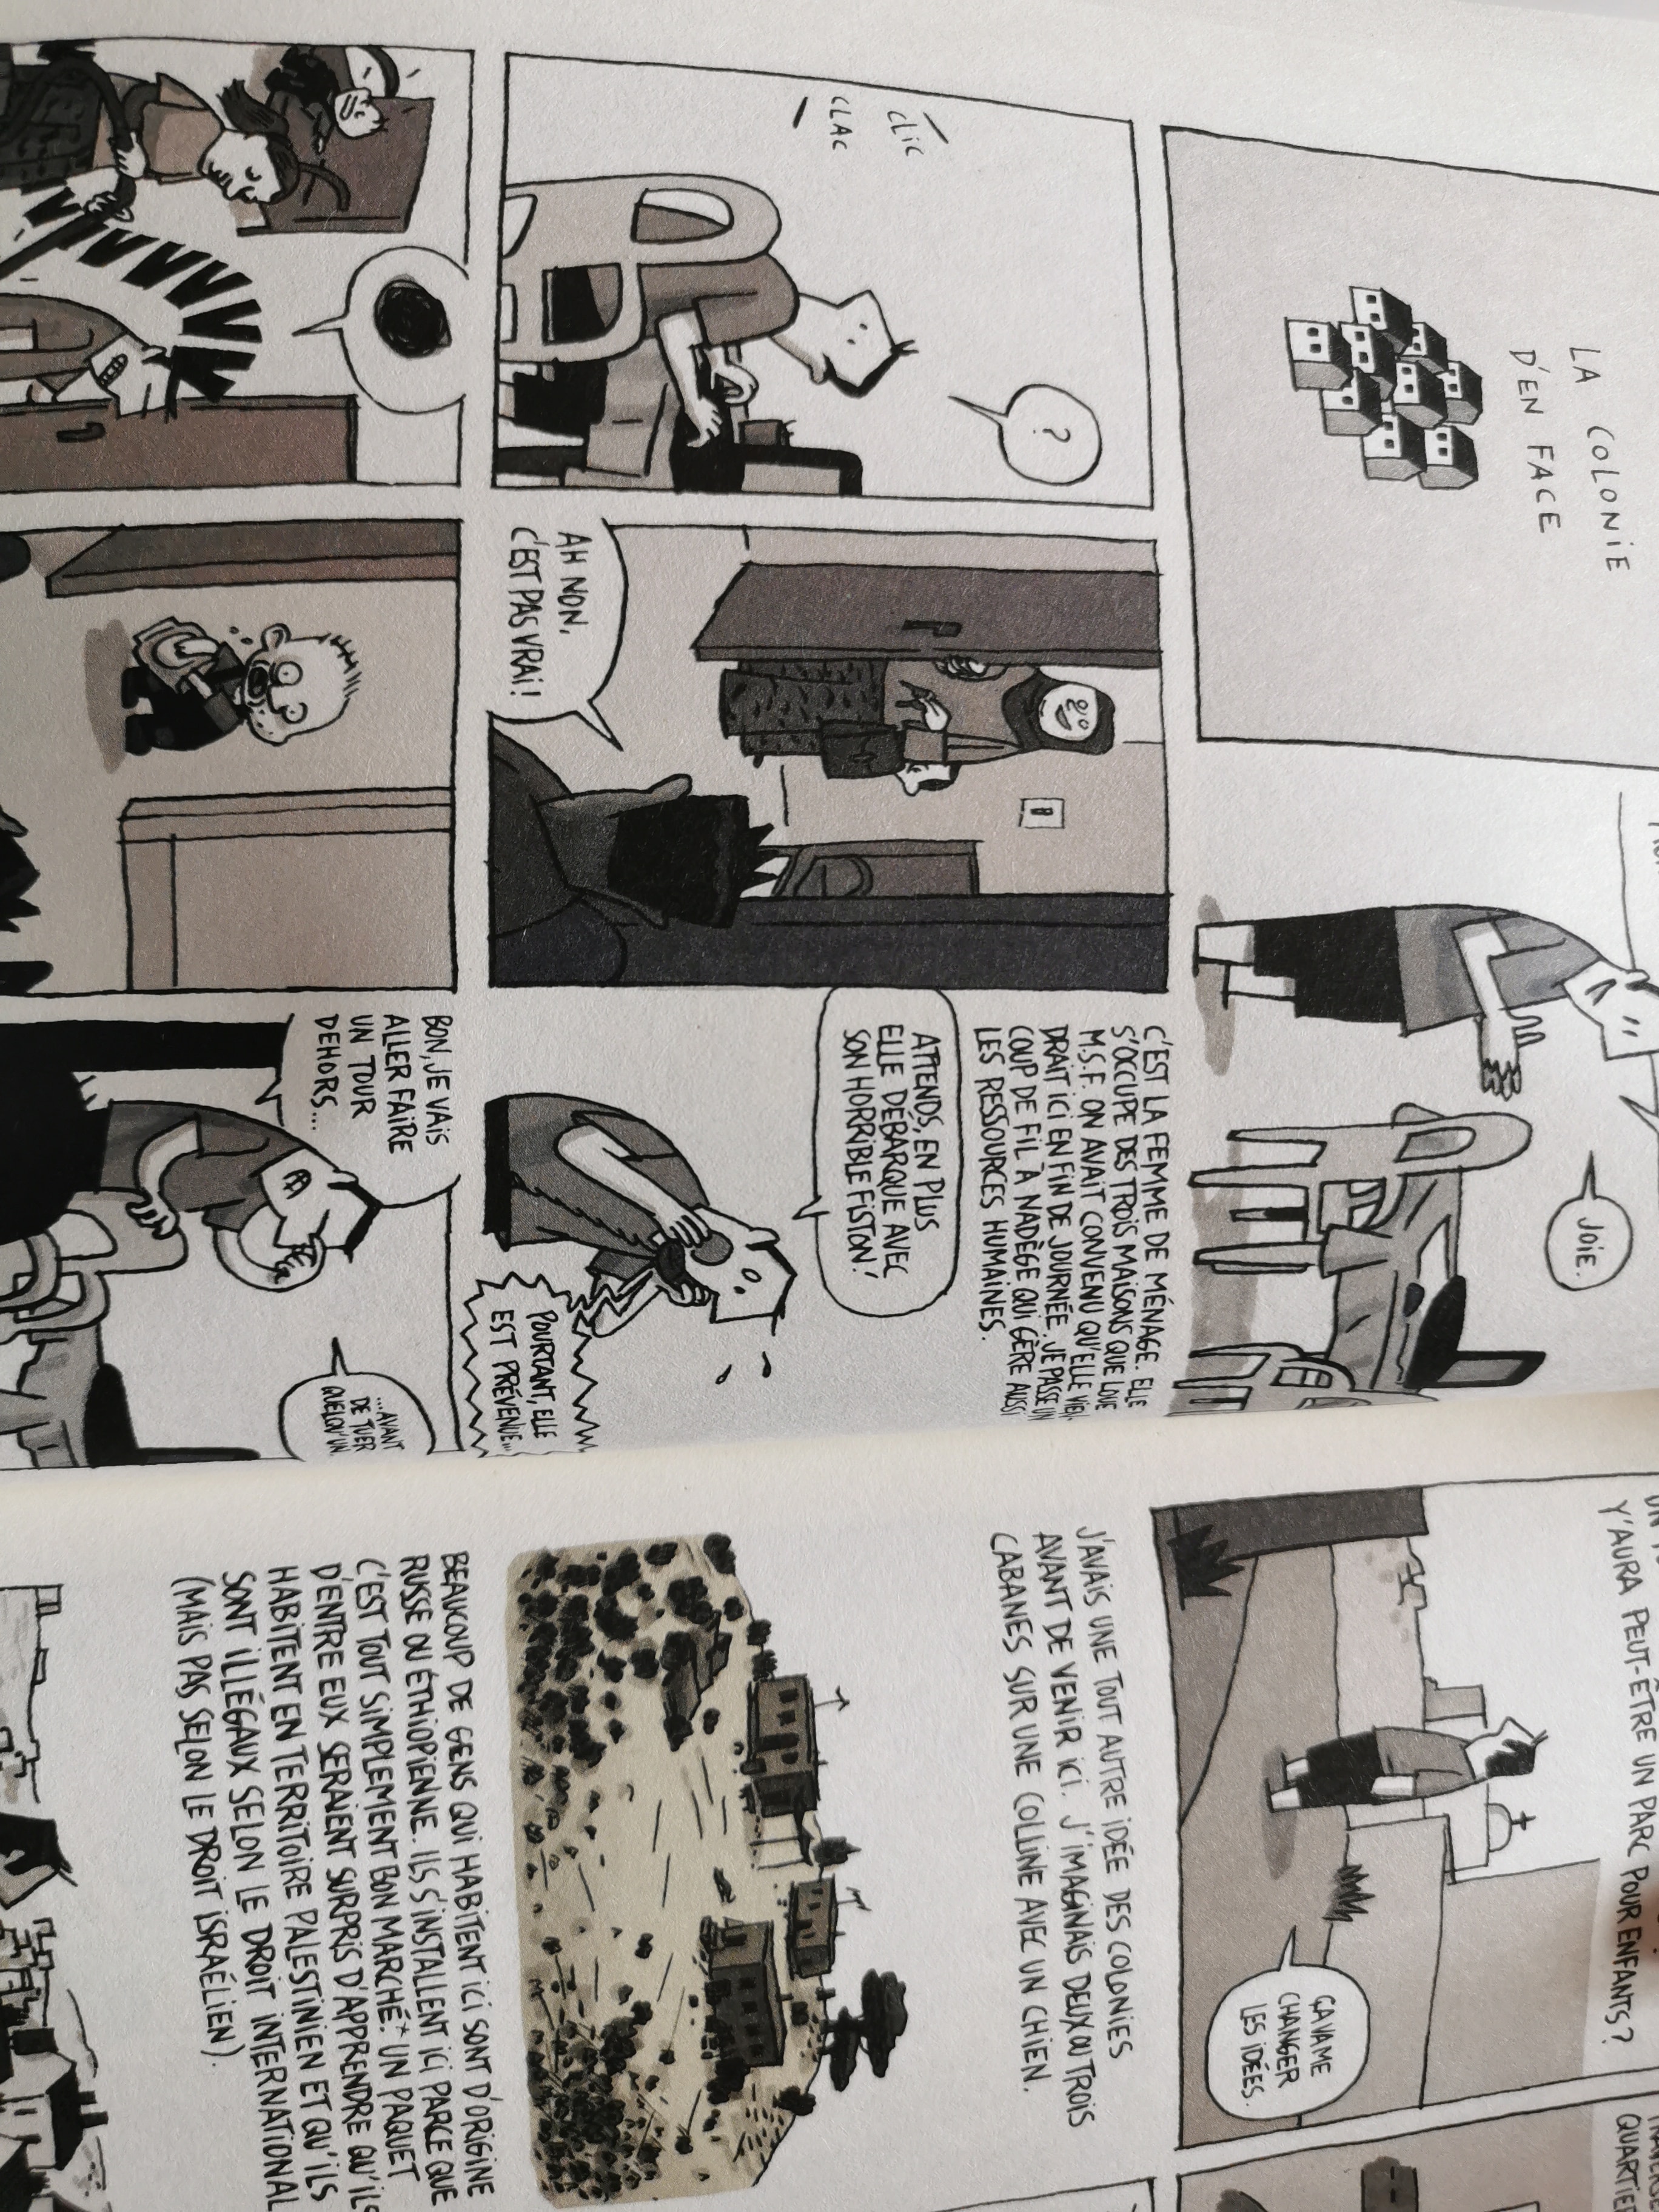 LA COLONIE
D'EN FACE
JOIE.
CLIC
CLAC
?
AH NON,
C'EST PAS VRAI!
C'EST LA FEMME DE MÉNAGE. ELLE
S'OCCUPE DES TROIS MAISONS QUE LOUE
M.S.F. ON AVAIT CONVENU QU'ELLE VIEN-
DRAIT ICI EN FIN DE JOURNÉE. JE PASSE UN
COUP DE FIL À NADÈGE QUI GÈRE AUSSI
LES RESSOURCES HUMAINES.
ATTENDS, EN PLUS
ELLE DÉBARQUE AVEC
SON HORRIBLE FISTON!
POURTANT, ELLE
EST PRÉVENUE...
BON, JE VAIS
ALLER FAIRE
UN TOUR
DEHORS...
...AVANT
DE TUER
QUELQU'UN.
Y'AURA PEUT-ÊTRE UN PARC POUR ENFANTS?
ÇA VA ME
CHANGER
LES IDÉES.
QUARTIER
J'AVAIS UNE TOUT AUTRE IDÉE DES COLONIES
AVANT DE VENIR ICI. J'IMAGINAIS DEUX OU TROIS
CABANES SUR UNE COLLINE AVEC UN CHIEN.
BEAUCOUP DE GENS QUI HABITENT ICI SONT D'ORIGINE
RUSSE OU ÉTHIOPIENNE. ILS S'INSTALLENT ICI PARCE QUE
C'EST TOUT SIMPLEMENT BON MARCHÉ.* UN PAQUET
D'ENTRE EUX SERAIENT SURPRIS D'APPRENDRE QU'ILS
HABITENT EN TERRITOIRE PALESTINIEN ET QU'ILS
SONT ILLÉGAUX SELON LE DROIT INTERNATIONAL
(MAIS PAS SELON LE DROIT ISRAÉLIEN).